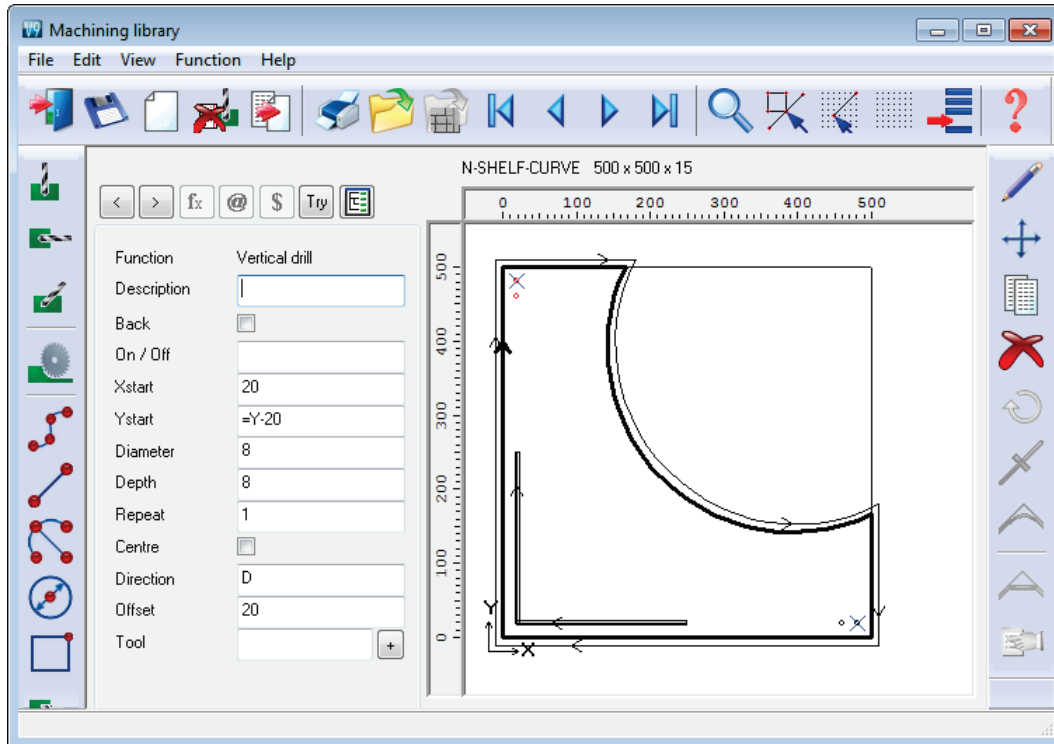 V9 Machining library
File Edit View Function Help
?
N-SHELF-CURVE 500 x 500 x 15
< > fx @ $ Try E
0 100 200 300 400 500
Function Vertical drill
Description
Back
On / Off
Xstart 20
Ystart =Y-20
Diameter 8
Depth 8
Repeat 1
Centre
Direction D
Offset 20
Tool +
500
400
300
200
100
0
Y
X